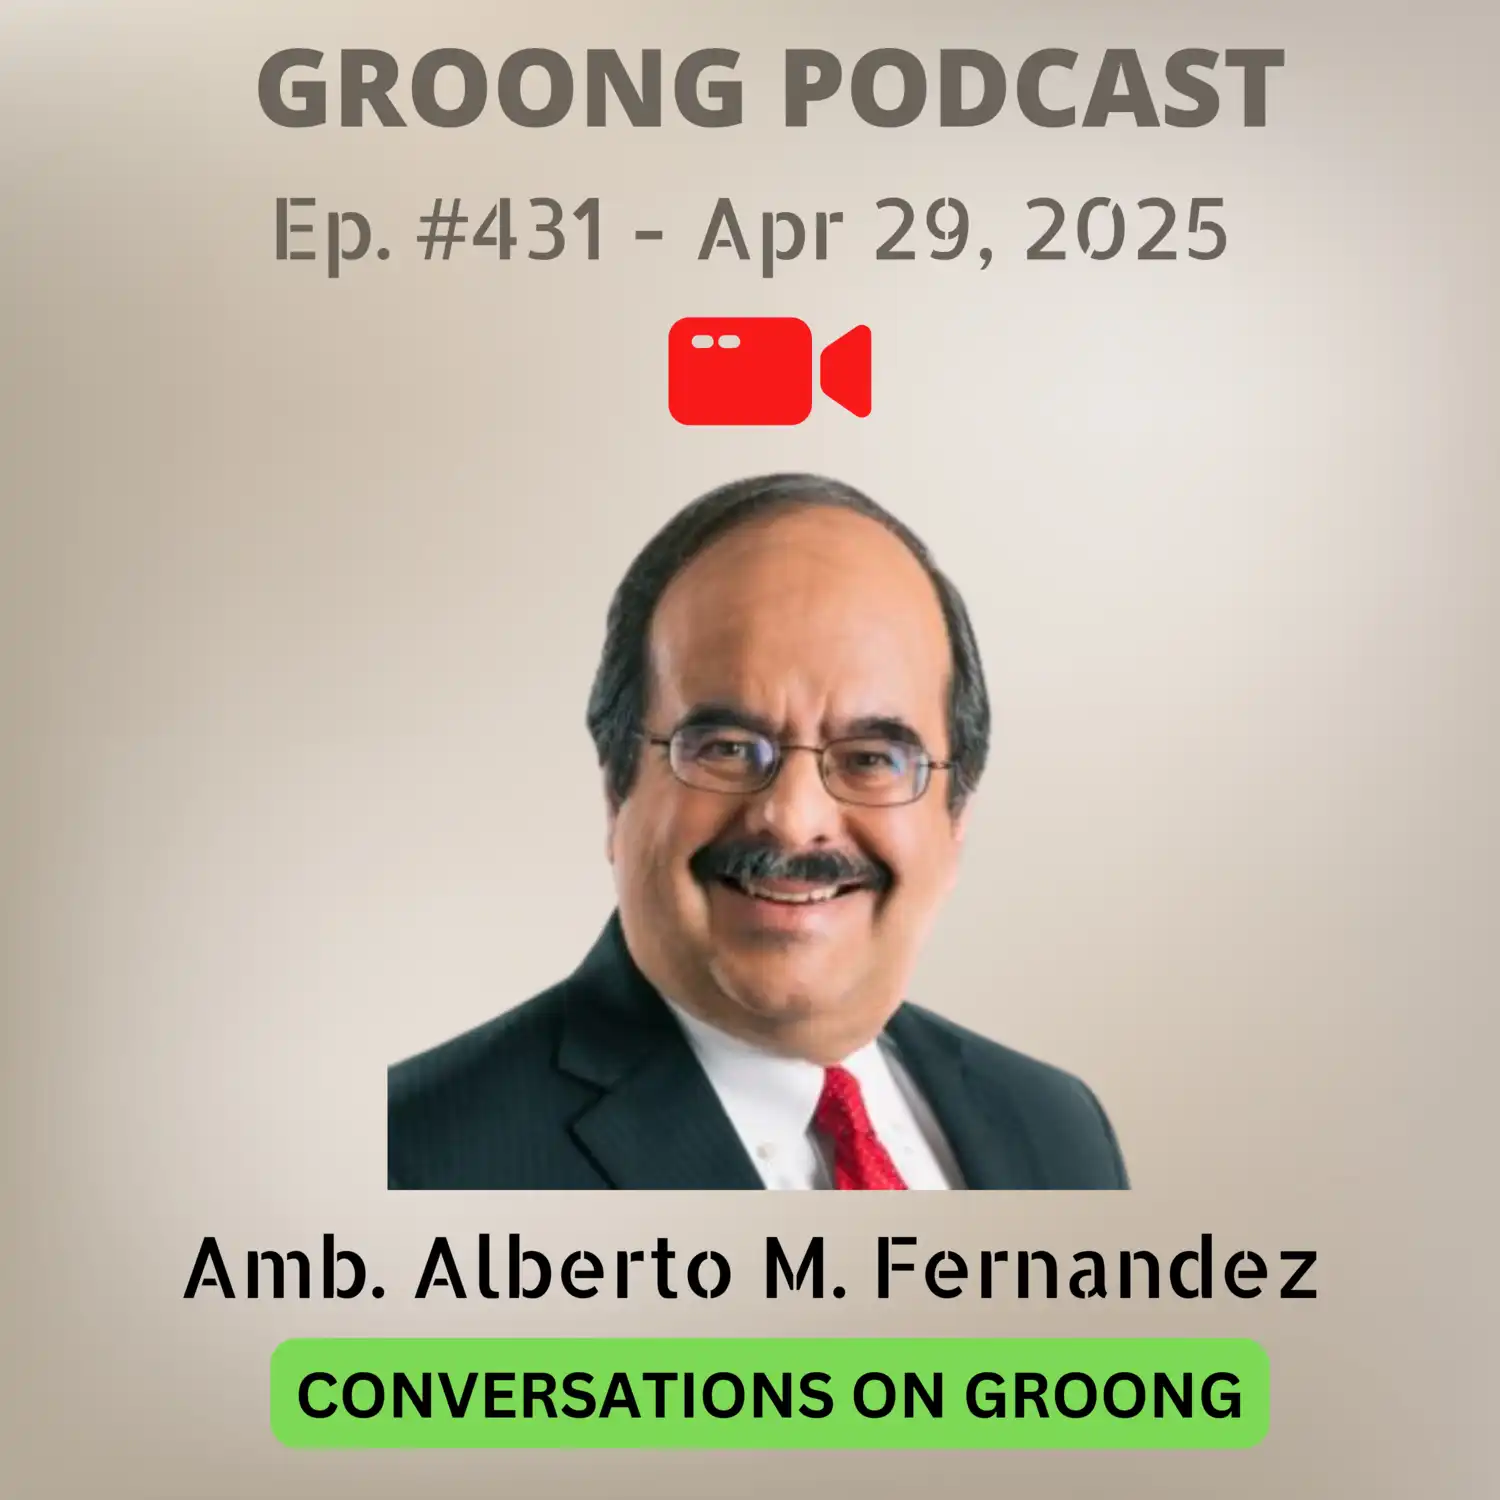 GROONG PODCAST
Ep. #431 - Apr 29, 2025
Amb. Alberto M. Fernandez
CONVERSATIONS ON GROONG